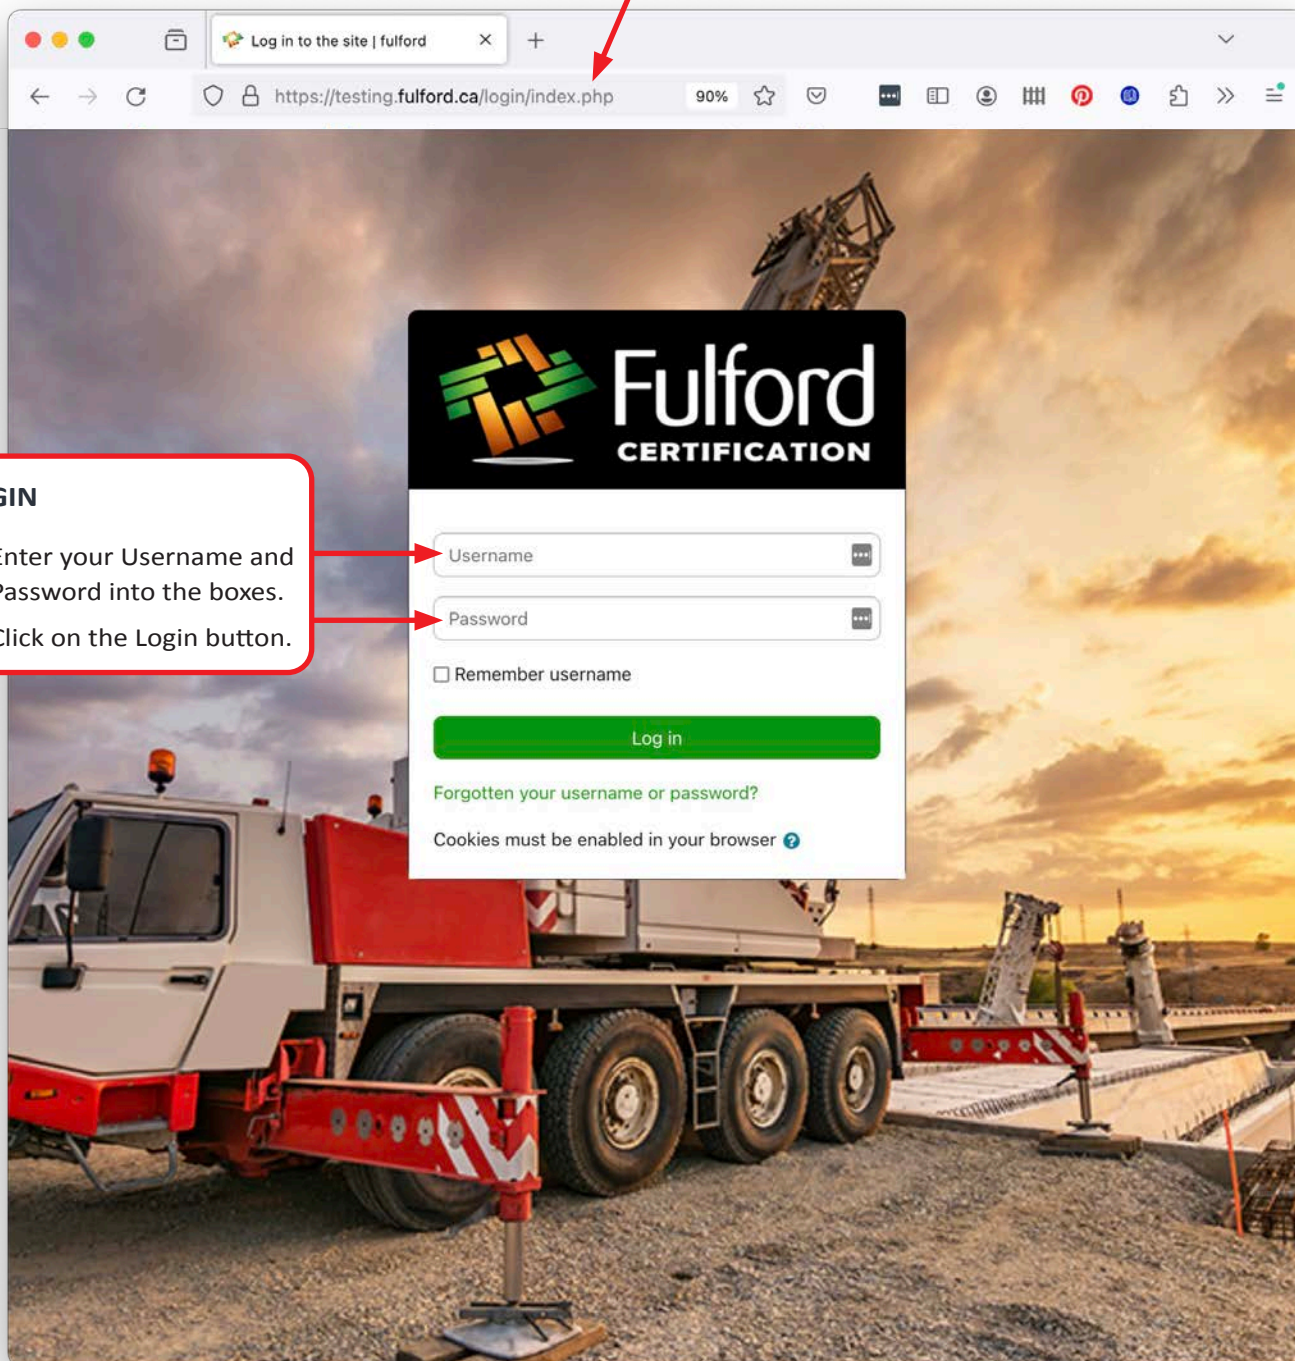 Log in to the site | fulford
https://testing.fulford.ca/login/index.php
90%
Fulford
CERTIFICATION
GIN
Enter your Username and
Password into the boxes.
Click on the Login button.
Username
Password
Remember username
Log in
Forgotten your username or password?
Cookies must be enabled in your browser